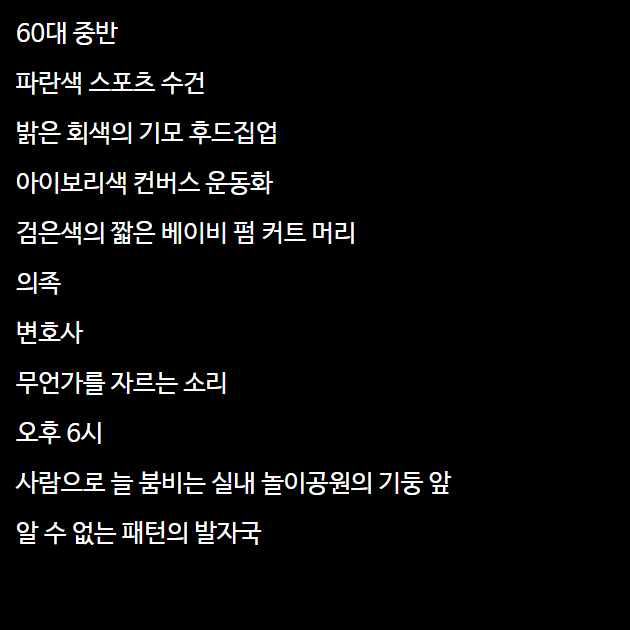 60대 중반
파란색 스포츠 수건
밝은 회색의 기모 후드집업
아이보리색 컨버스 운동화
검은색의 짧은 베이비 펌 커트 머리
의족
변호사
무언가를 자르는 소리
오후 6시
사람으로 늘 붐비는 실내 놀이공원의 기둥 앞
알 수 없는 패턴의 발자국